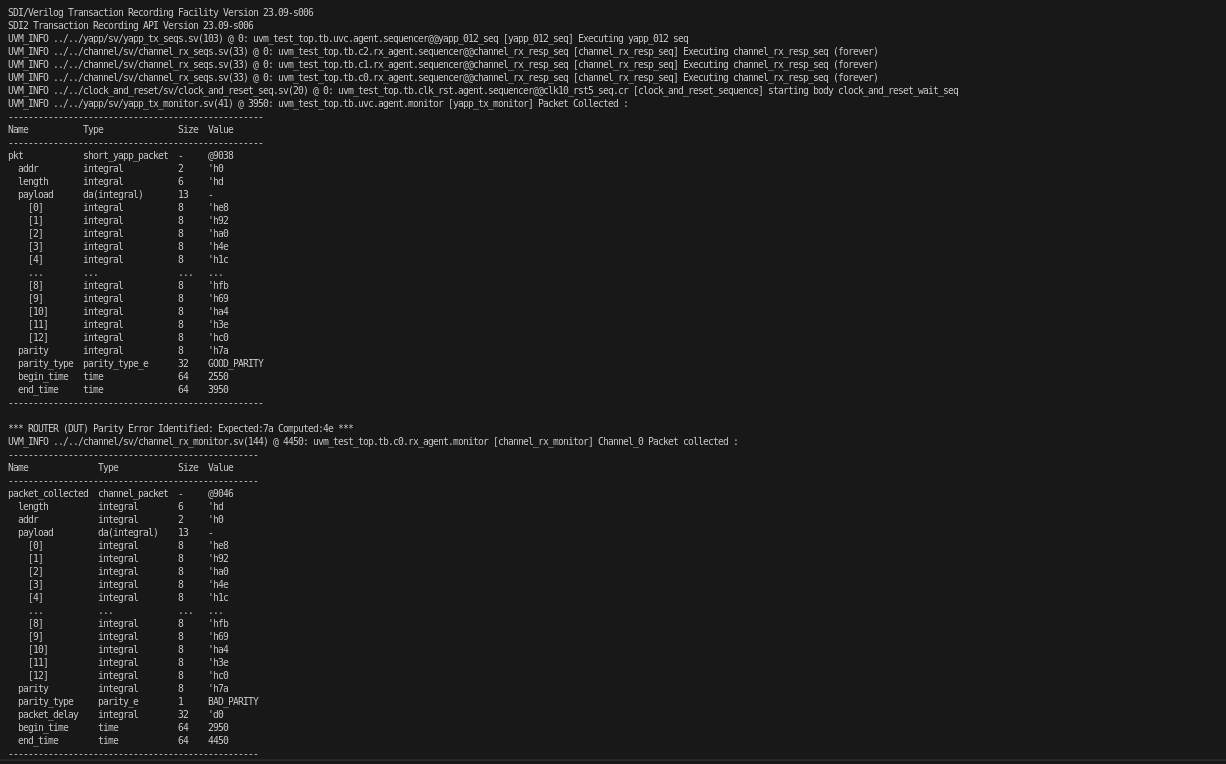 SDI/Verilog Transaction Recording Facility Version 23.09-s006
SDI2 Transaction Recording API Version 23.09-s006
UVM_INFO ../../yapp/sv/yapp_tx_seqs.sv(103) @ 0: uvm_test_top.tb.uvc.agent.sequencer@@yapp_012_seq [yapp_012_seq] Executing yapp_012 seq
UVM_INFO ../../channel/sv/channel_rx_seqs.sv(33) @ 0: uvm_test_top.tb.c2.rx_agent.sequencer@@channel_rx_resp_seq [channel_rx_resp_seq] Executing channel_rx_resp_seq (forever)
UVM_INFO ../../channel/sv/channel_rx_seqs.sv(33) @ 0: uvm_test_top.tb.c1.rx_agent.sequencer@@channel_rx_resp_seq [channel_rx_resp_seq] Executing channel_rx_resp_seq (forever)
UVM_INFO ../../channel/sv/channel_rx_seqs.sv(33) @ 0: uvm_test_top.tb.c0.rx_agent.sequencer@@channel_rx_resp_seq [channel_rx_resp_seq] Executing channel_rx_resp_seq (forever)
UVM_INFO ../../clock_and_reset/sv/clock_and_reset_seq.sv(20) @ 0: uvm_test_top.tb.clk_rst.agent.sequencer@@clk10_rst5_seq.cr [clock_and_reset_sequence] starting body clock_and_reset_wait_seq
UVM_INFO ../../yapp/sv/yapp_tx_monitor.sv(41) @ 3950: uvm_test_top.tb.uvc.agent.monitor [yapp_tx_monitor] Packet Collected :
---------------------------------------------------
Name           Type               Size  Value
---------------------------------------------------
pkt            short_yapp_packet  -     @9038
  addr         integral           2     'h0
  length       integral           6     'hd
  payload      da(integral)       13    -
    [0]        integral           8     'he8
    [1]        integral           8     'h92
    [2]        integral           8     'ha0
    [3]        integral           8     'h4e
    [4]        integral           8     'h1c
    ...        ...                ...   ...
    [8]        integral           8     'hfb
    [9]        integral           8     'h69
    [10]       integral           8     'ha4
    [11]       integral           8     'h3e
    [12]       integral           8     'hc0
  parity       integral           8     'h7a
  parity_type  parity_type_e      32    GOOD_PARITY
  begin_time   time               64    2550
  end_time     time               64    3950
---------------------------------------------------
*** ROUTER (DUT) Parity Error Identified: Expected:7a Computed:4e ***
UVM_INFO ../../channel/sv/channel_rx_monitor.sv(144) @ 4450: uvm_test_top.tb.c0.rx_agent.monitor [channel_rx_monitor] Channel_0 Packet collected :
--------------------------------------------------
Name              Type            Size  Value
--------------------------------------------------
packet_collected  channel_packet  -     @9046
  length          integral        6     'hd
  addr            integral        2     'h0
  payload         da(integral)    13    -
    [0]           integral        8     'he8
    [1]           integral        8     'h92
    [2]           integral        8     'ha0
    [3]           integral        8     'h4e
    [4]           integral        8     'h1c
    ...           ...             ...   ...
    [8]           integral        8     'hfb
    [9]           integral        8     'h69
    [10]          integral        8     'ha4
    [11]          integral        8     'h3e
    [12]          integral        8     'hc0
  parity          integral        8     'h7a
  parity_type     parity_e        1     BAD_PARITY
  packet_delay    integral        32    'd0
  begin_time      time            64    2950
  end_time        time            64    4450
--------------------------------------------------